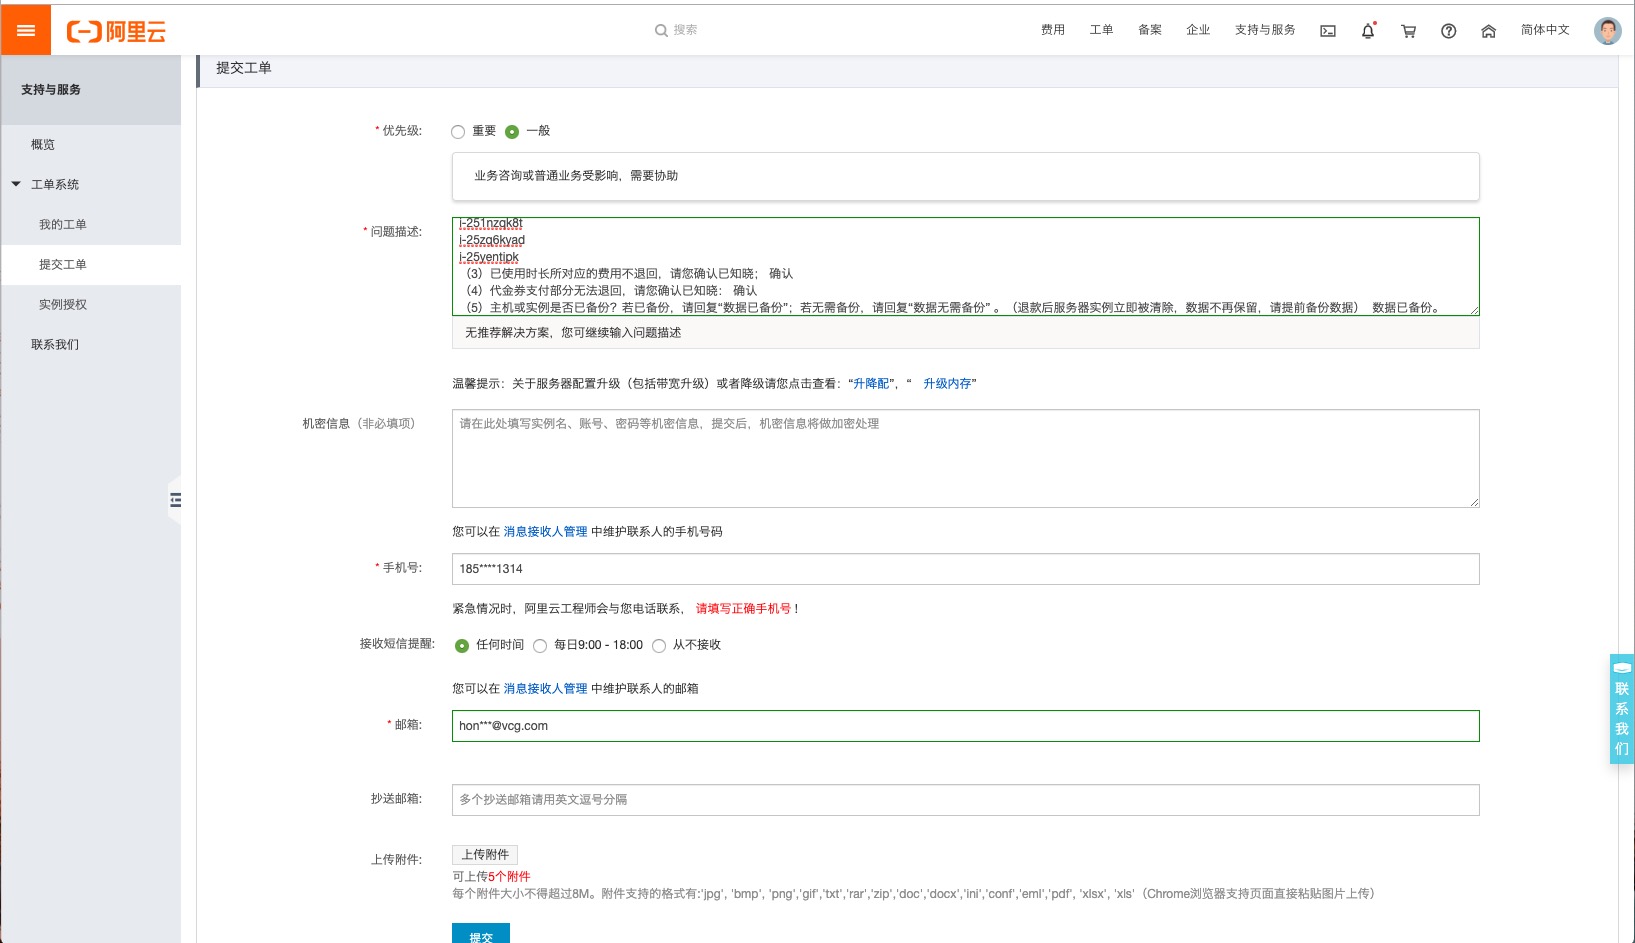 阿里云
搜索
费用
工单
备案
企业
支持与服务
简体中文
支持与服务
概览
工单系统
我的工单
提交工单
实例授权
联系我们
提交工单
* 优先级:
重要
一般
业务咨询或普通业务受影响，需要协助
* 问题描述:
i-251nzqk8t
i-25zq6kyad
i-25yentipk
（3）已使用时长所对应的费用不退回，请您确认已知晓； 确认
（4）代金券支付部分无法退回，请您确认已知晓： 确认
（5）主机或实例是否已备份？若已备份，请回复“数据已备份”；若无需备份，请回复“数据无需备份” 。（退款后服务器实例立即被清除，数据不再保留，请提前备份数据） 数据已备份。
无推荐解决方案，您可继续输入问题描述
温馨提示：关于服务器配置升级（包括带宽升级）或者降级请您点击查看：“升降配”，“ 升级内存”
机密信息（非必填项）
请在此处填写实例名、账号、密码等机密信息，提交后，机密信息将做加密处理
您可以在 消息接收人管理 中维护联系人的手机号码
* 手机号:
185****1314
紧急情况时，阿里云工程师会与您电话联系， 请填写正确手机号！
接收短信提醒:
任何时间
每日9:00 - 18:00
从不接收
您可以在 消息接收人管理 中维护联系人的邮箱
* 邮箱:
hon***@vcg.com
抄送邮箱:
多个抄送邮箱请用英文逗号分隔
上传附件:
上传附件
可上传5个附件
每个附件大小不得超过8M。附件支持的格式有:'jpg', 'bmp', 'png','gif','txt','rar','zip','doc','docx','ini','conf','eml','pdf', 'xlsx', 'xls'（Chrome浏览器支持页面直接粘贴图片上传）
提交
联系我们